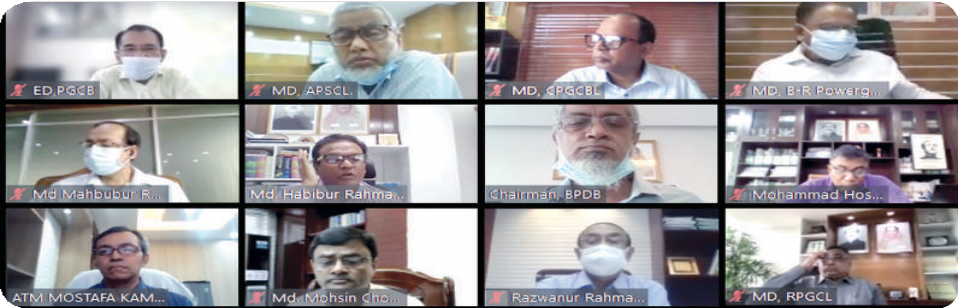 ED,PGCB
MD, APSCL.
MD, CPGCBL
MD, B-R Powerg...
Md Mahbubur R...
Md. Habibur Rahma...
Chairman, BPDB
Mohammad Hos...
ATM MOSTAFA KAM...
Md. Mohsin Cho...
Razwanur Rahma...
MD, RPGCL